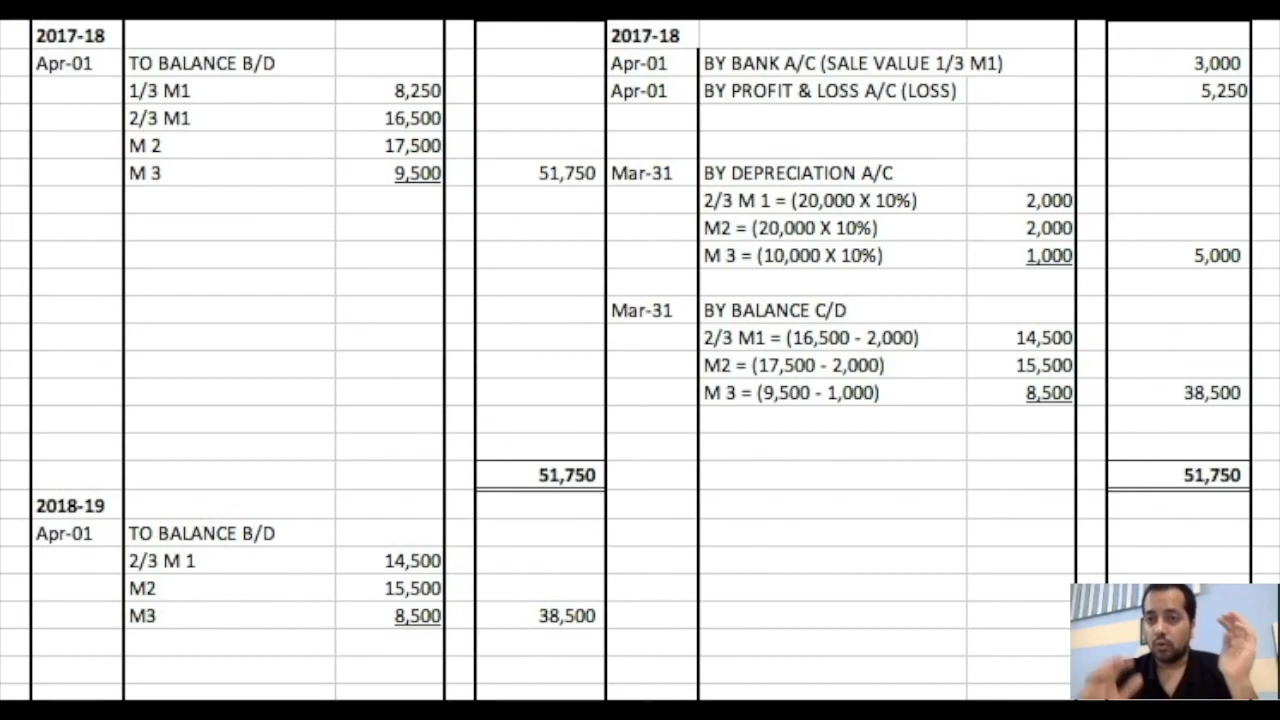 2017-18 2017-18
Apr-01 TO BALANCE B/D Apr-01 BY BANK A/C (SALE VALUE 1/3 M1) 3,000
1/3 M1 8,250 Apr-01 BY PROFIT & LOSS A/C (LOSS) 5,250
2/3 M1 16,500
M 2 17,500
M 3 9,500 51,750 Mar-31 BY DEPRECIATION A/C
2/3 M 1 = (20,000 X 10%) 2,000
M2 = (20,000 X 10%) 2,000
M 3 = (10,000 X 10%) 1,000 5,000
Mar-31 BY BALANCE C/D
2/3 M1 = (16,500 - 2,000) 14,500
M2 = (17,500 - 2,000) 15,500
M 3 = (9,500 - 1,000) 8,500 38,500
51,750 51,750
2018-19
Apr-01 TO BALANCE B/D
2/3 M 1 14,500
M2 15,500
M3 8,500 38,500